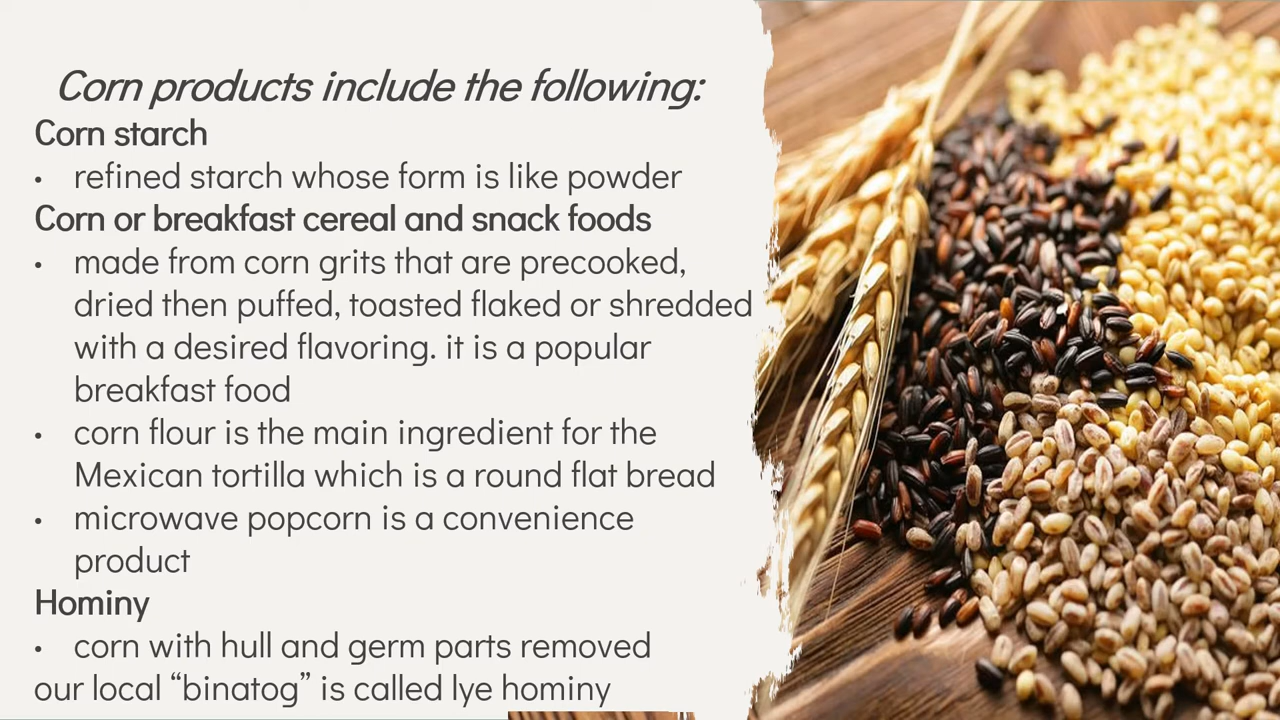 Corn products include the following:
Corn starch
• refined starch whose form is like powder
Corn or breakfast cereal and snack foods
• made from corn grits that are precooked,
dried then puffed, toasted flaked or shredded
with a desired flavoring. it is a popular
breakfast food
• corn flour is the main ingredient for the
Mexican tortilla which is a round flat bread
• microwave popcorn is a convenience
product
Hominy
• corn with hull and germ parts removed
our local “binatog” is called lye hominy